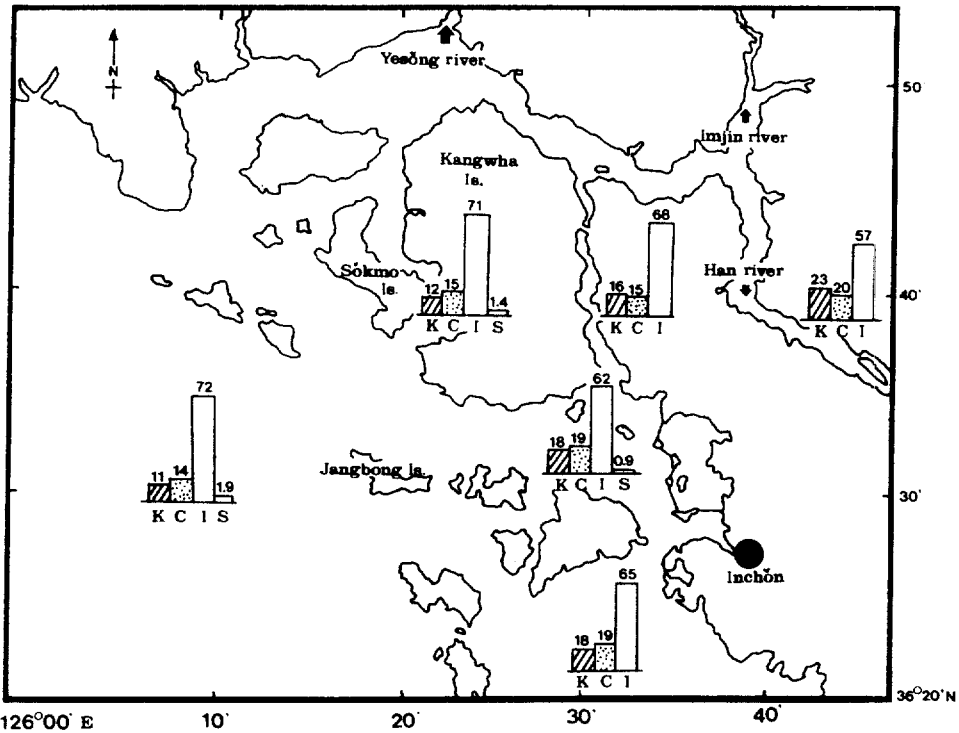 N
Yesŏng river
50'
Imjin river
Kangwha
Is.
71
68
57
Sŏkmo
Is.
Han river
12 15
16 15
23 20
40'
1.4
K C I S
K C I
K C I
72
62
11 14
18 19
1.9
0.9
Jangbong Is.
K C I S
K C I S
30'
Inchŏn
65
18 19
K C I
36°20'N
126°00' E
10'
20'
30'
40'